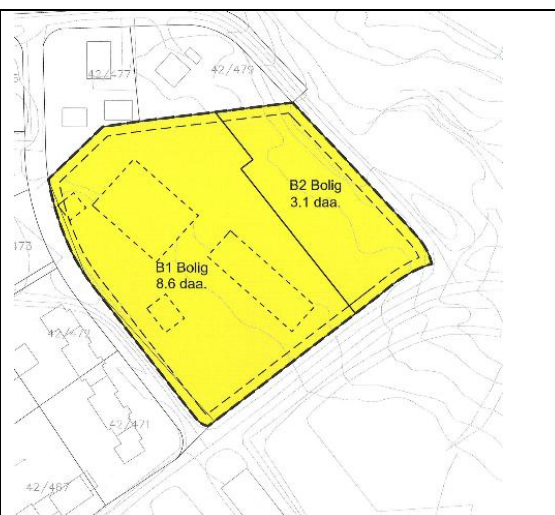 42/477
42/479
B2 Bolig
3.1 daa.
B1 Bolig
8.6 daa.
42/471
42/467